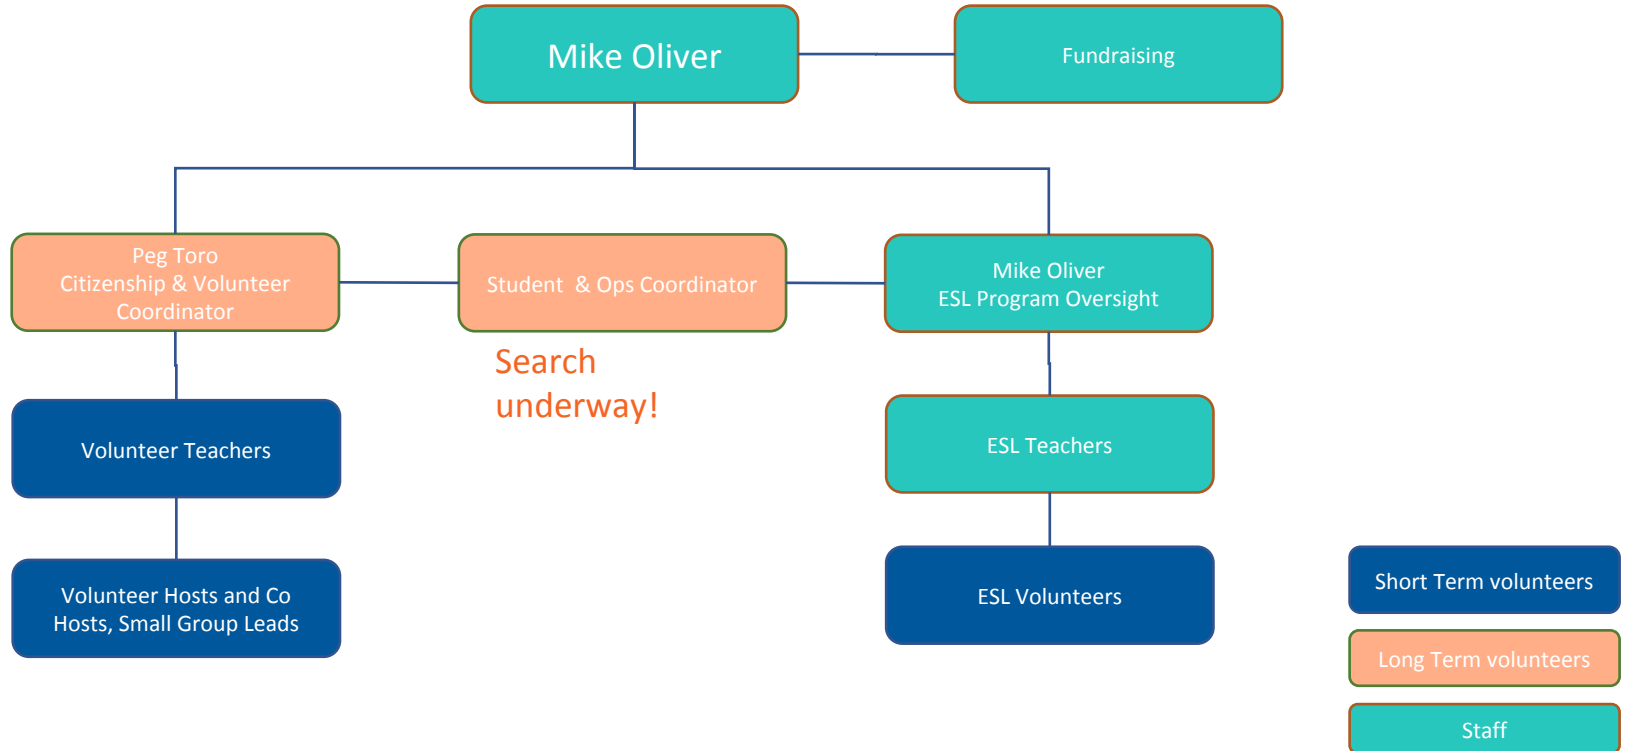 Mike Oliver
Fundraising
Peg Toro
Citizenship & Volunteer
Coordinator
Student  & Ops Coordinator
Mike Oliver
ESL Program Oversight
Search
underway!
Volunteer Teachers
ESL Teachers
Volunteer Hosts and Co
Hosts, Small Group Leads
ESL Volunteers
Short Term volunteers
Long Term volunteers
Staff